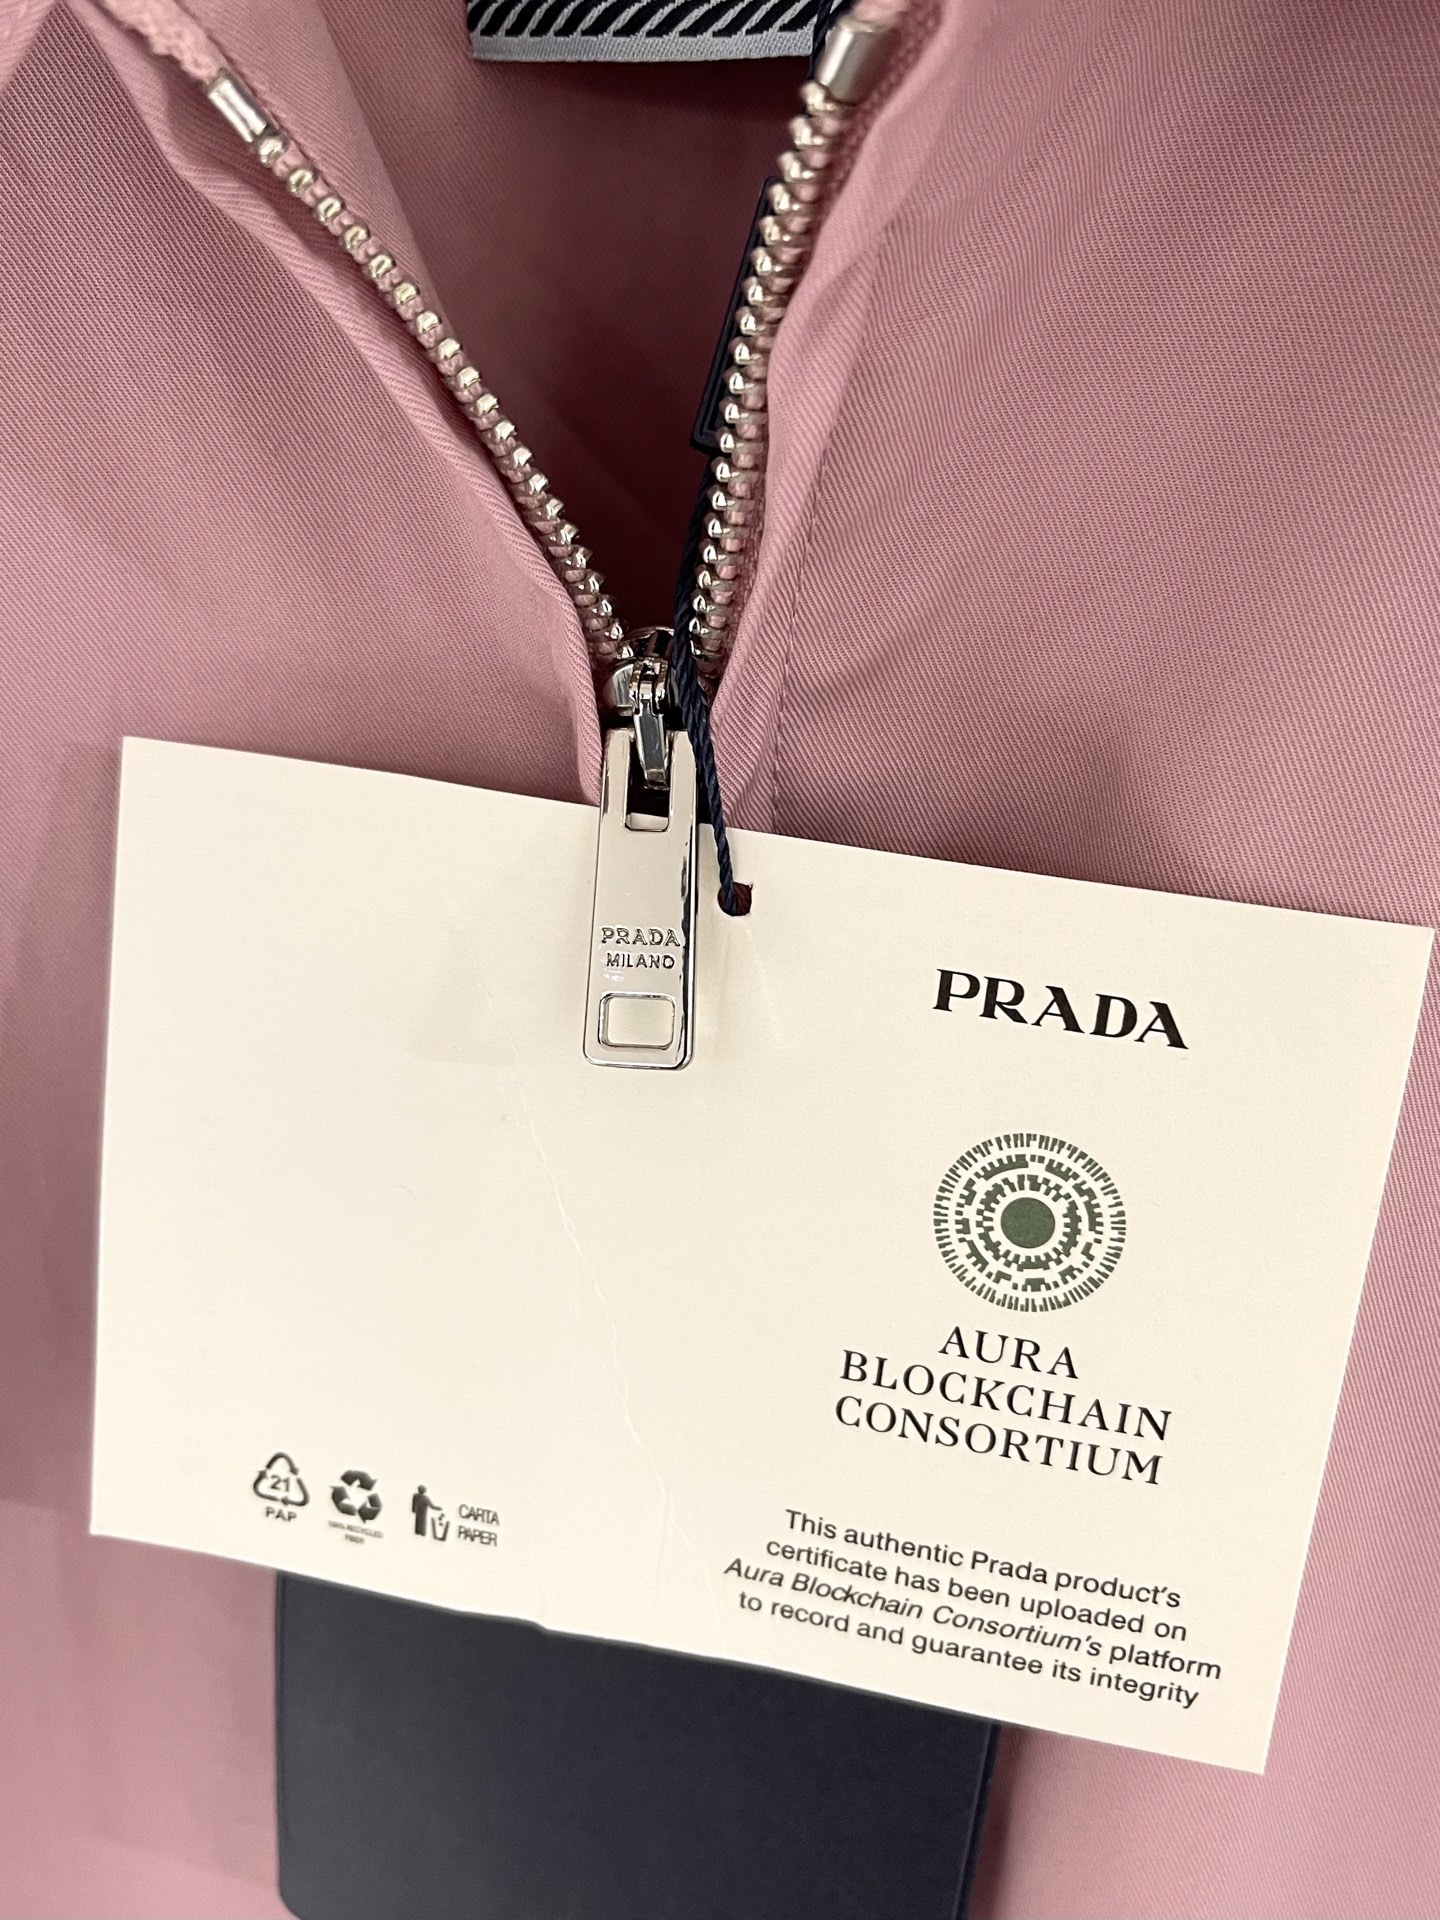 PRADA
MILANO
PRADA
AURA
BLOCKCHAIN
CONSORTIUM
This authentic Prada product's
certificate has been uploaded on
Aura Blockchain Consortium's platform
to record and guarantee its integrity
21
PAP
CARTA
PAPER